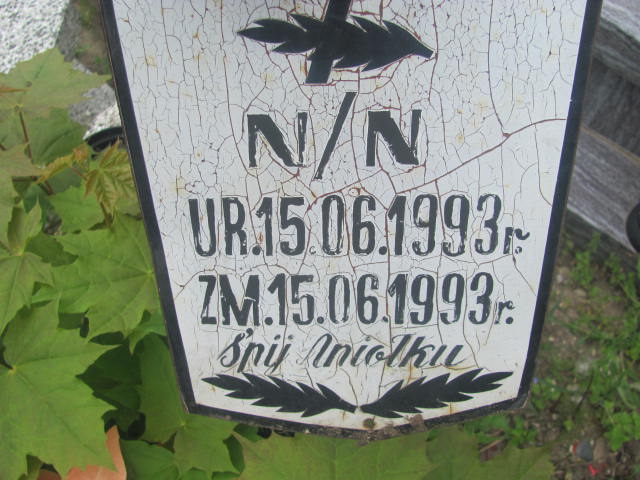 N/N
UR.15.06.1993r.
ZM.15.06.1993r.
Śpij Aniołku